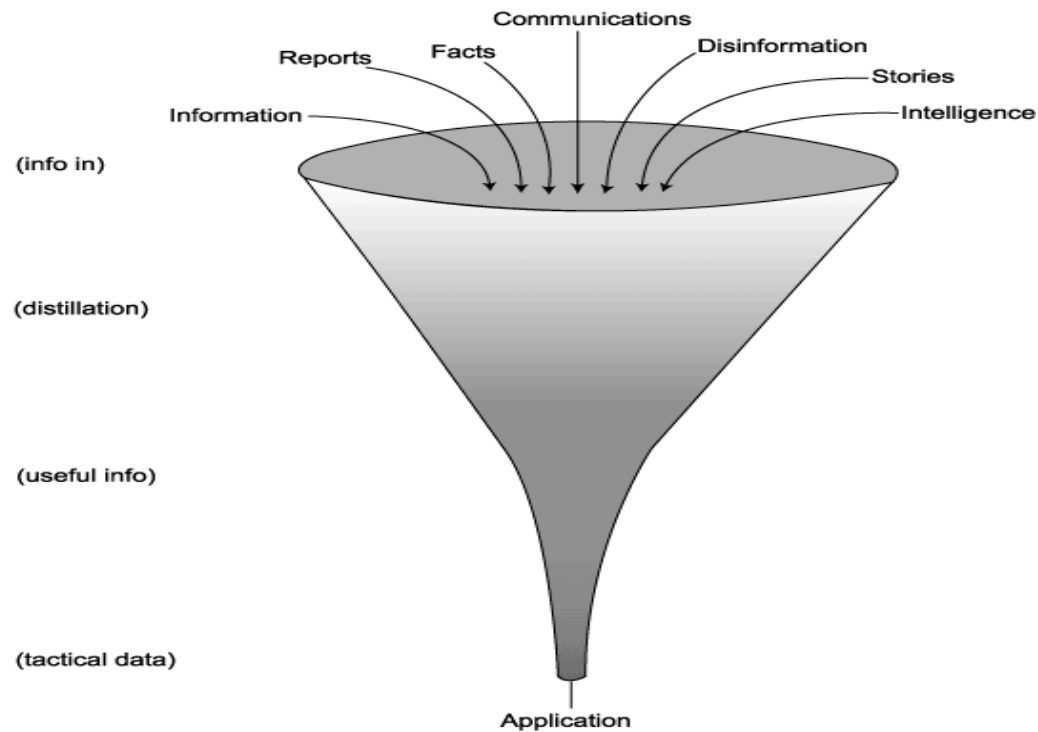 Communications
Facts
Disinformation
Reports
Stories
Information
Intelligence
(info in)
(distillation)
(useful info)
(tactical data)
Application